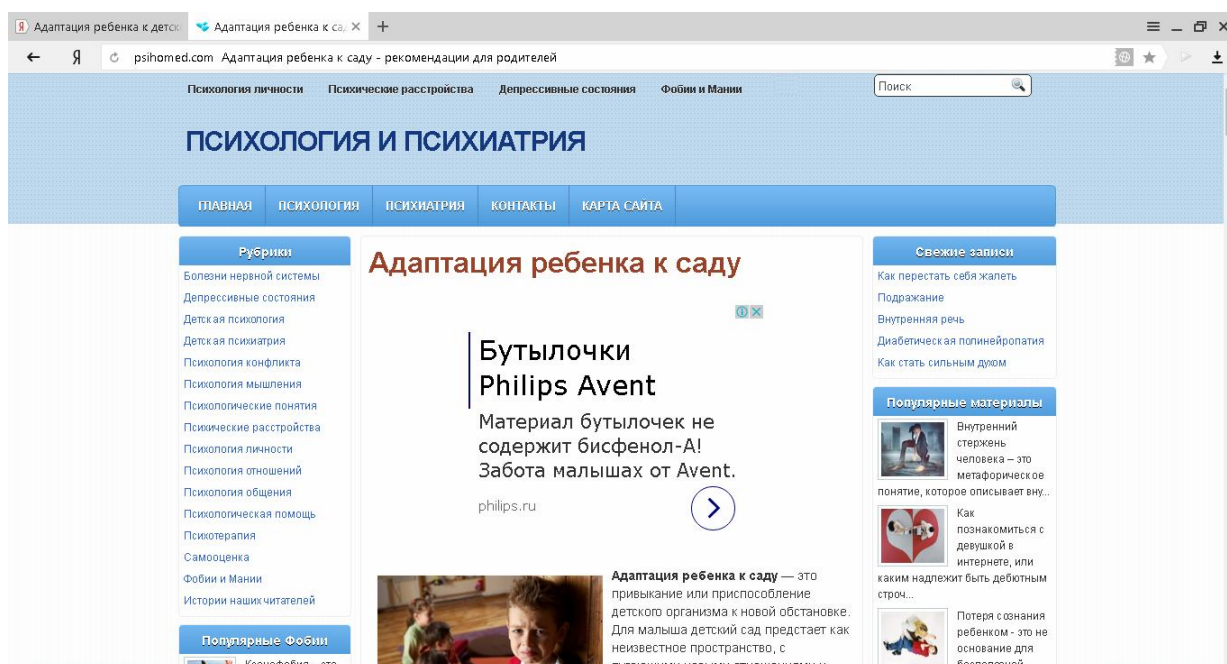 Адаптация ребенка к детск
Адаптация ребенка к са
psihomed.com Адаптация ребенка к саду - рекомендации для родителей
Психология личности Психические расстройства Депрессивные состояния Фобии и Мании
Поиск
ПСИХОЛОГИЯ И ПСИХИАТРИЯ
ГЛАВНАЯ ПСИХОЛОГИЯ ПСИХИАТРИЯ КОНТАКТЫ КАРТА САЙТА
Рубрики
Болезни нервной системы
Депрессивные состояния
Детская психология
Детская психиатрия
Психология конфликта
Психология мышления
Психологические понятия
Психические расстройства
Психология личности
Психология отношений
Психология общения
Психологическая помощь
Психотерапия
Самооценка
Фобии и Мании
Истории наших читателей
Популярные Фобии
Адаптация ребенка к саду
Бутылочки
Philips Avent
Материал бутылочек не
содержит бисфенол-А!
Забота малышах от Avent.
philips.ru
Адаптация ребенка к саду — это
привыкание или приспособление
детского организма к новой обстановке.
Для малыша детский сад предстает как
неизвестное пространство, с
Свежие записи
Как перестать себя жалеть
Подражание
Внутренняя речь
Диабетическая полинейропатия
Как стать сильным духом
Популярные материалы
Внутренний
стержень
человека – это
метафорическое
понятие, которое описывает вну...
Как
познакомиться с
девушкой в
интернете, или
каким надлежит быть дебютным
строч...
Потеря сознания
ребенком - это не
основание для